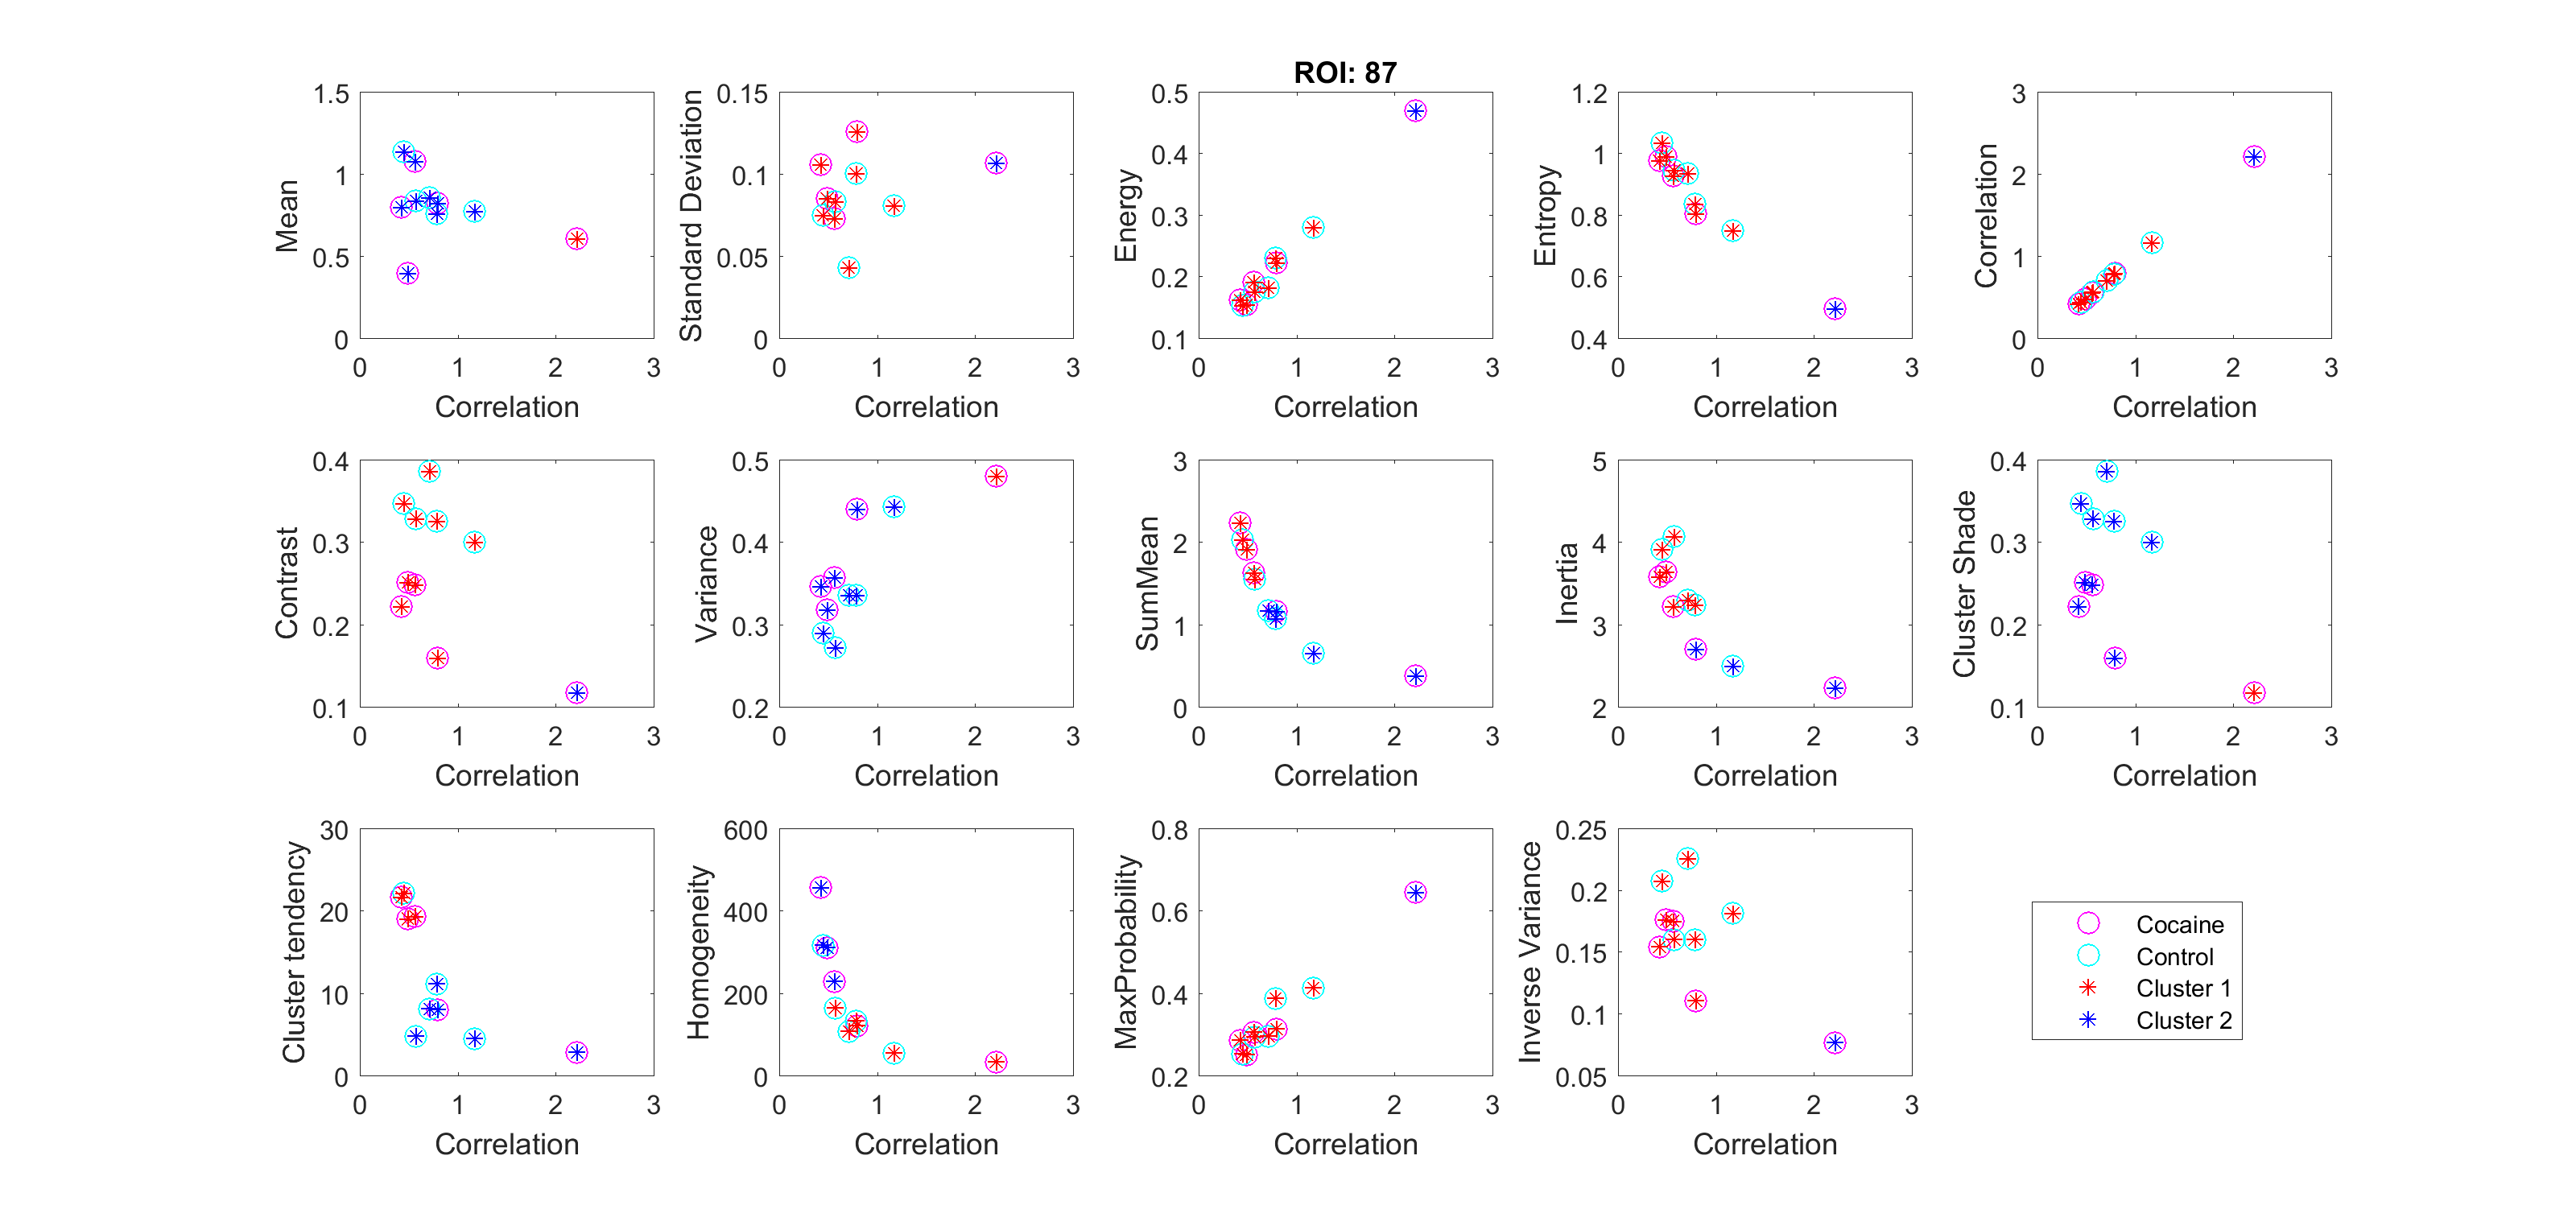 ROI: 87
1.5
1
0.5
0
Mean
0 1 2 3
Correlation
0.15
0.1
0.05
0
Standard Deviation
0 1 2 3
Correlation
0.5
0.4
0.3
0.2
0.1
Energy
0 1 2 3
Correlation
1.2
1
0.8
0.6
0.4
Entropy
0 1 2 3
Correlation
3
2
1
0
Correlation
0 1 2 3
Correlation
0.4
0.3
0.2
0.1
Contrast
0 1 2 3
Correlation
0.5
0.4
0.3
0.2
Variance
0 1 2 3
Correlation
3
2
1
0
SumMean
0 1 2 3
Correlation
5
4
3
2
Inertia
0 1 2 3
Correlation
0.4
0.3
0.2
0.1
Cluster Shade
0 1 2 3
Correlation
30
20
10
0
Cluster tendency
0 1 2 3
Correlation
600
400
200
0
Homogeneity
0 1 2 3
Correlation
0.8
0.6
0.4
0.2
MaxProbability
0 1 2 3
Correlation
0.25
0.2
0.15
0.1
0.05
Inverse Variance
0 1 2 3
Correlation
Cocaine
Control
Cluster 1
Cluster 2